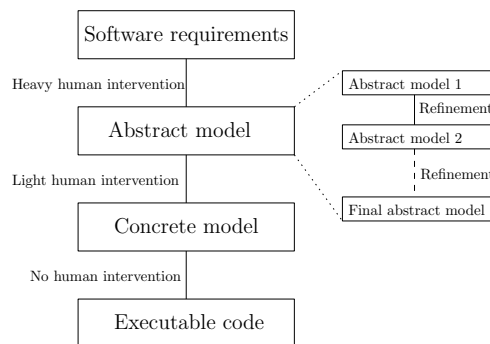 Software requirements
Heavy human intervention
Abstract model
Light human intervention
Concrete model
No human intervention
Executable code
Abstract model 1
Refinement
Abstract model 2
Refinement
Final abstract model